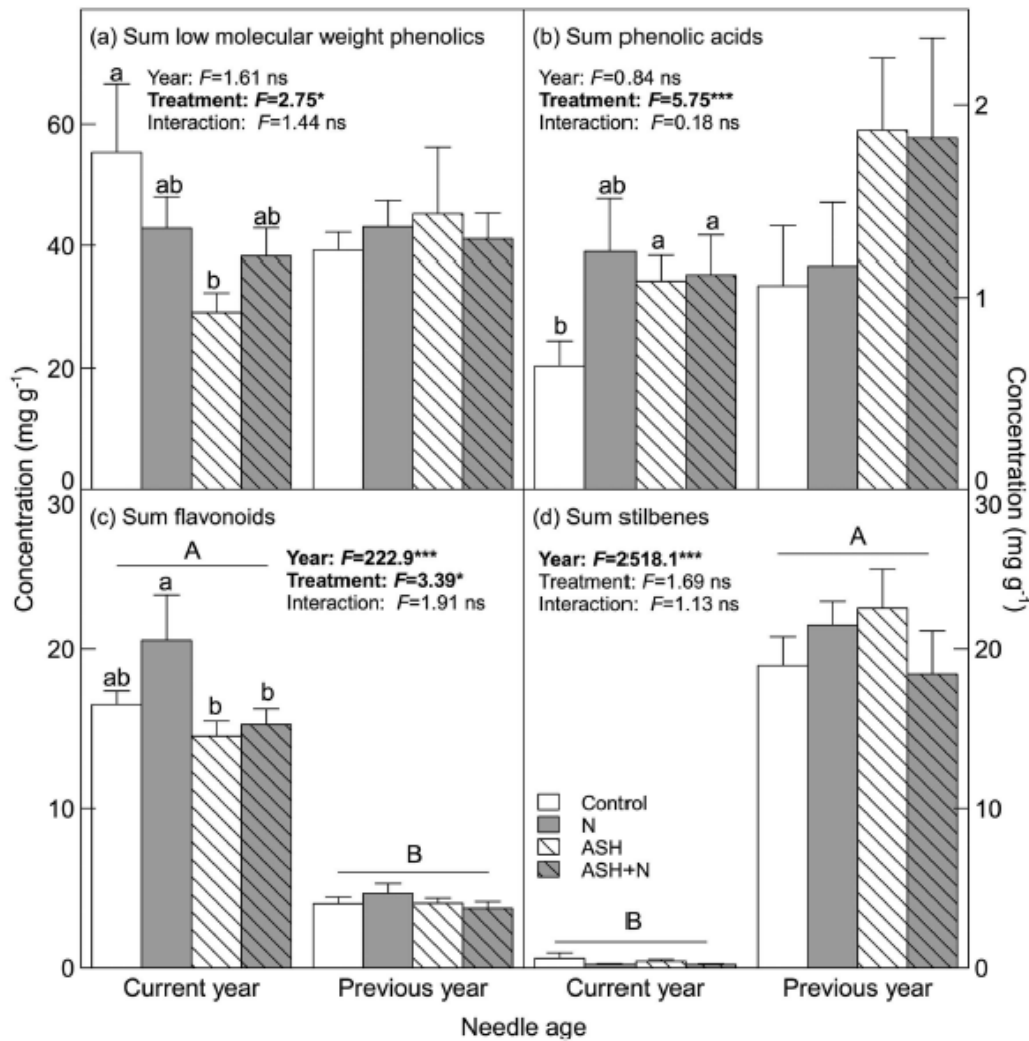 (a) Sum low molecular weight phenolics
Year: F=1.61 ns
Treatment: F=2.75*
Interaction: F=1.44 ns
a
ab
b
ab
60
40
20
0
(b) Sum phenolic acids
Year: F=0.84 ns
Treatment: F=5.75***
Interaction: F=0.18 ns
b
ab
a
a
2
1
0
Concentration (mg g⁻¹)
Concentration (mg g⁻¹)
(c) Sum flavonoids
A
Year: F=222.9***
Treatment: F=3.39*
Interaction: F=1.91 ns
ab
a
b
b
B
30
20
10
0
(d) Sum stilbenes
Year: F=2518.1***
Treatment: F=1.69 ns
Interaction: F=1.13 ns
A
Control
N
ASH
ASH+N
B
30
20
10
0
Current year
Previous year
Current year
Previous year
Needle age